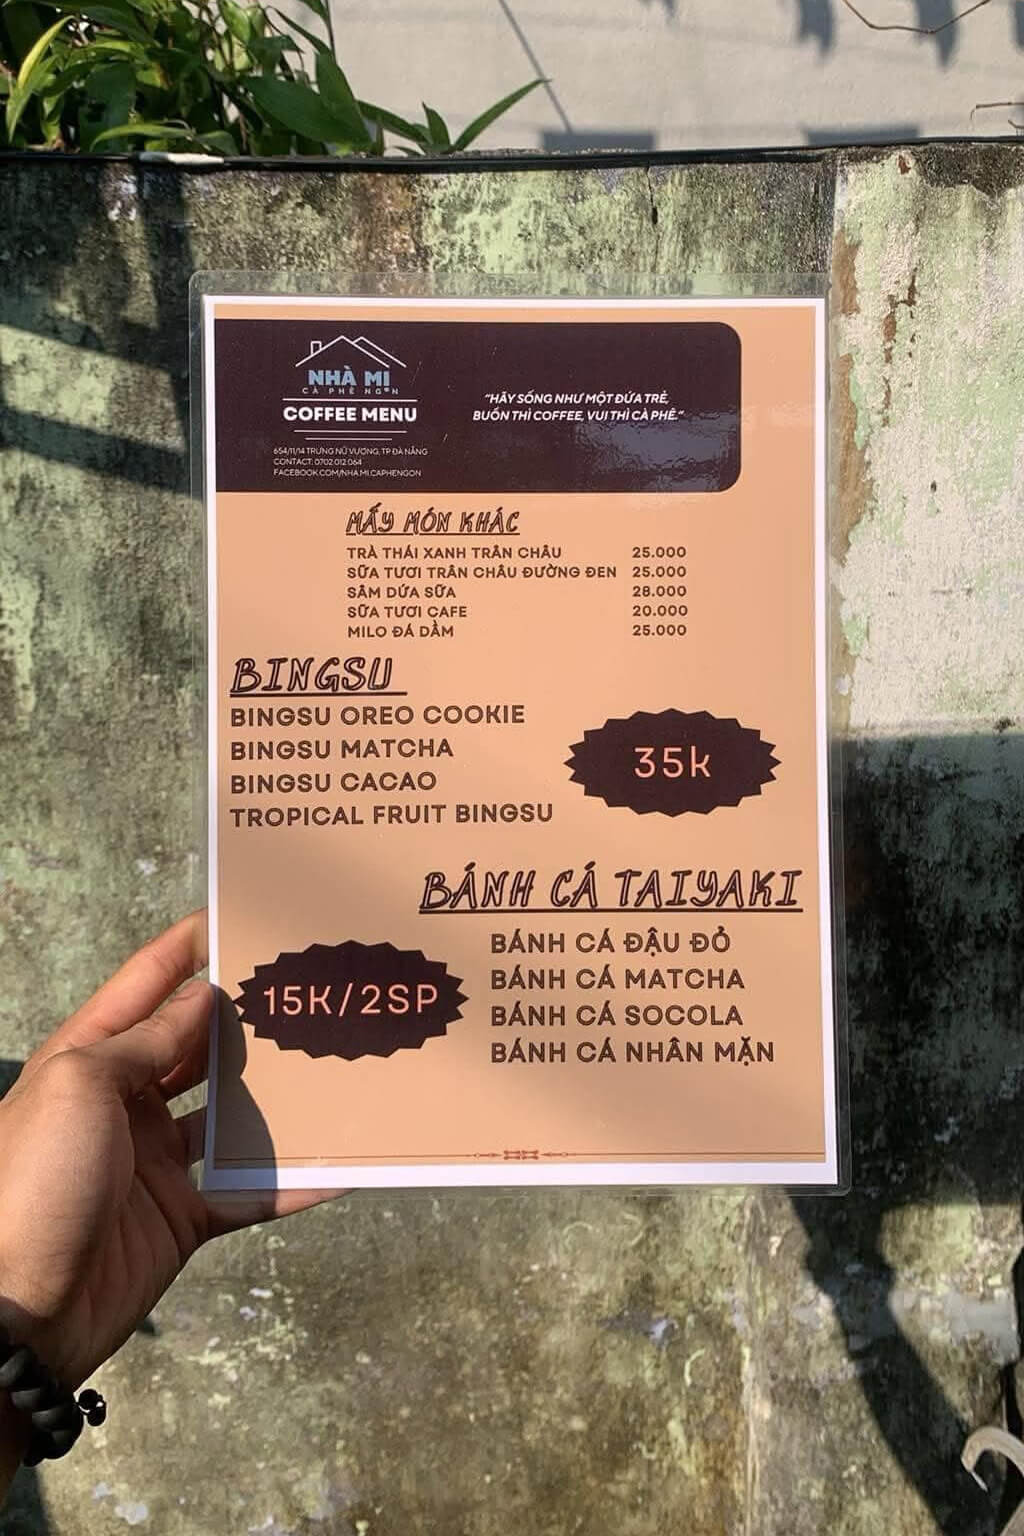 NHÀ MI
CÀ PHÊ NGON
COFFEE MENU
654/11/14 TRƯNG NỮ VƯƠNG, TP ĐÀ NẴNG
CONTACT: 0702 012 064
FACEBOOK.COM/NHA.MI.CAPHENGON
“HÃY SỐNG NHƯ MỘT ĐỨA TRẺ,
BUỒN THÌ COFFEE, VUI THÌ CÀ PHÊ.”
MẤY MÓN KHÁC
TRÀ THÁI XANH TRÂN CHÂU 25.000
SỮA TƯƠI TRÂN CHÂU ĐƯỜNG ĐEN 25.000
SÂM DỨA SỮA 28.000
SỮA TƯƠI CAFE 20.000
MILO ĐÁ DẰM 25.000
BINGSU
BINGSU OREO COOKIE
BINGSU MATCHA
BINGSU CACAO
TROPICAL FRUIT BINGSU
35k
BÁNH CÁ TAIYAKI
15K/2SP
BÁNH CÁ ĐẬU ĐỎ
BÁNH CÁ MATCHA
BÁNH CÁ SOCOLA
BÁNH CÁ NHÂN MẶN